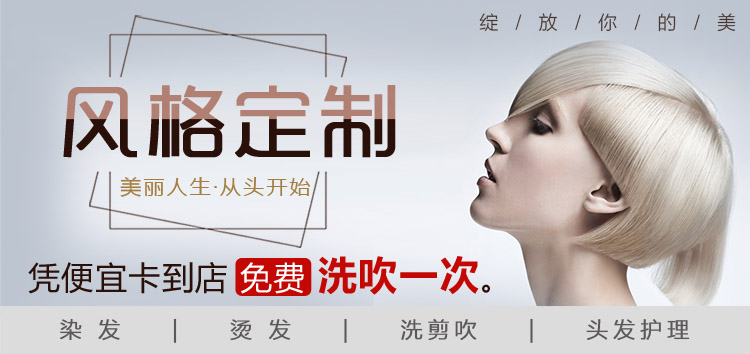 绽/放/你/的/美
风格定制
美丽人生·从头开始
凭便宜卡到店 免费 洗吹一次。
染发 | 烫发 | 洗剪吹 | 头发护理